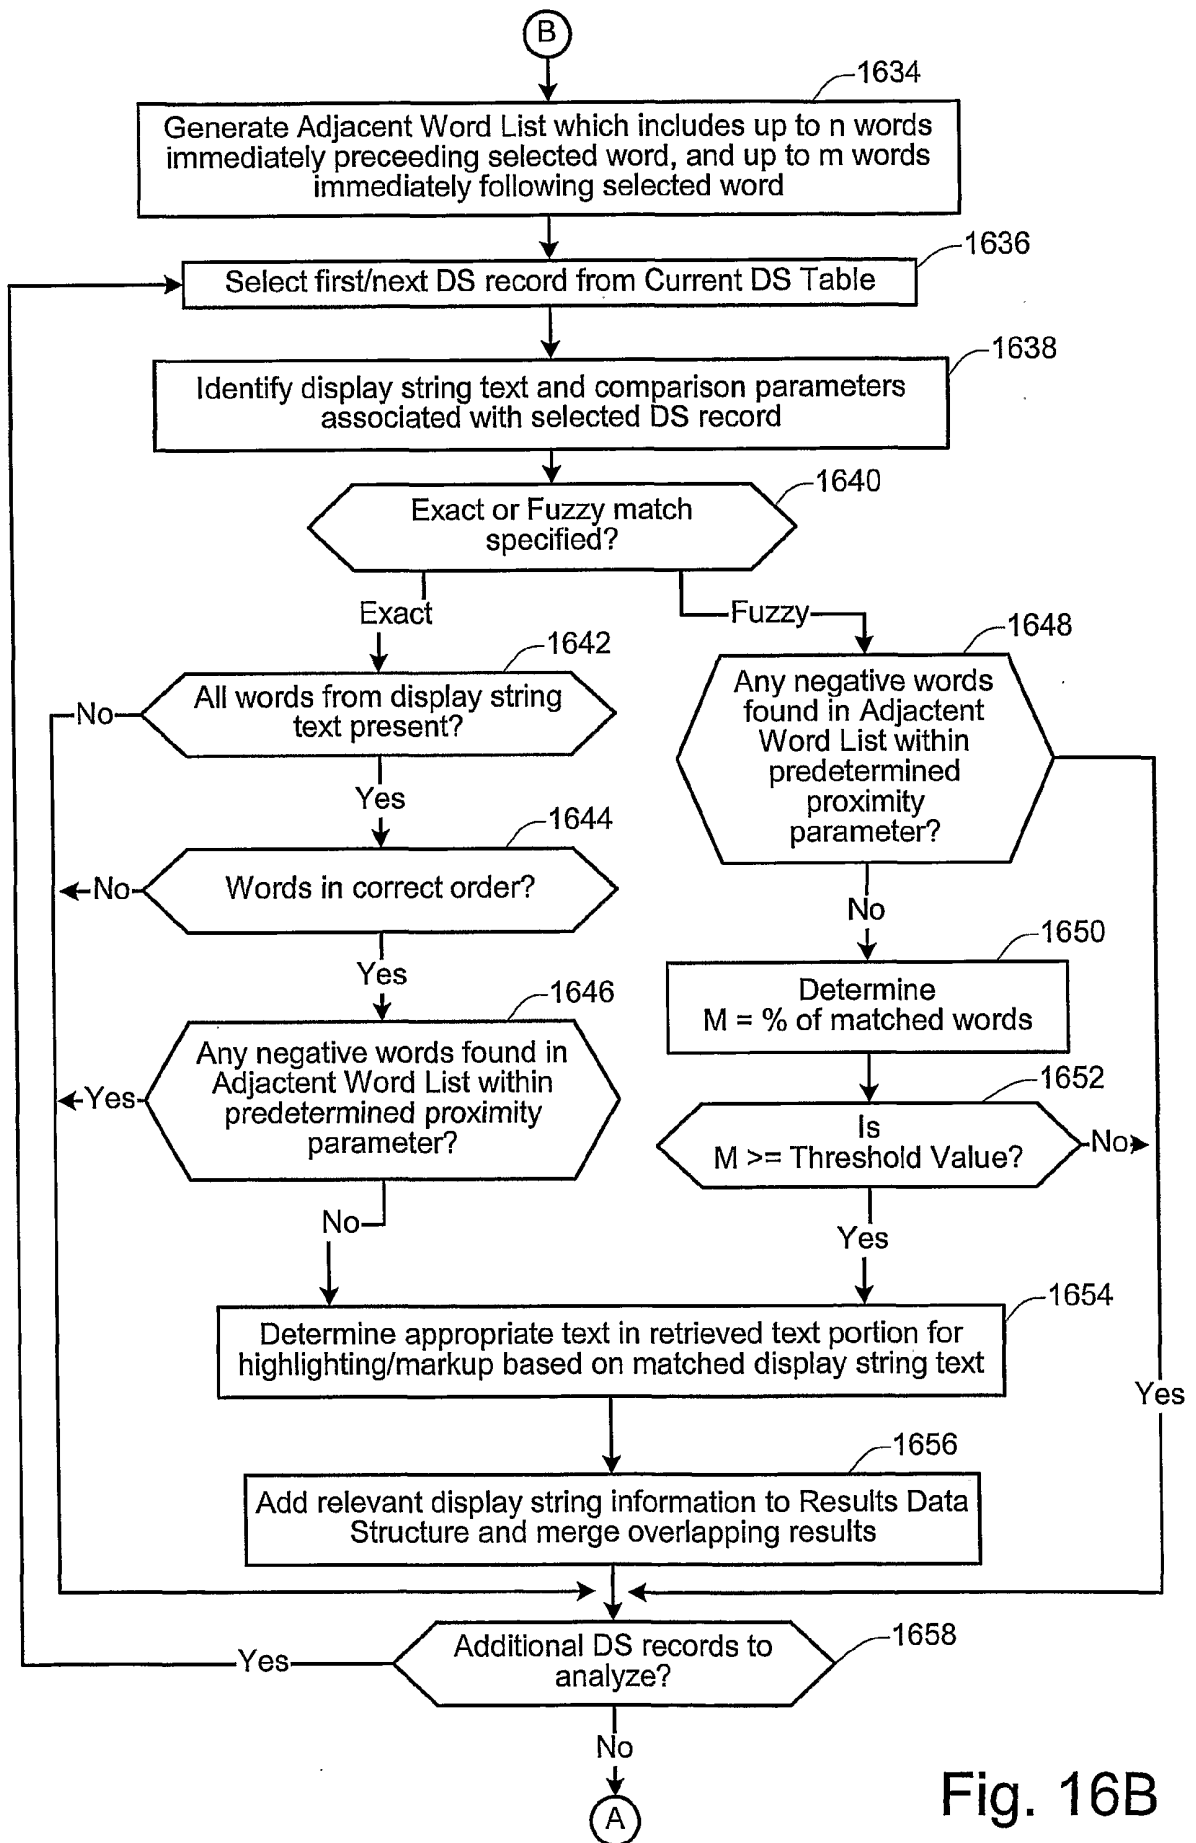 B
1634
Generate Adjacent Word List which includes up to n words
immediately preceeding selected word, and up to m words
immediately following selected word
1636
Select first/next DS record from Current DS Table
1638
Identify display string text and comparison parameters
associated with selected DS record
1640
Exact or Fuzzy match
specified?
Exact
Fuzzy
1642
All words from display string
text present?
No
Yes
1648
Any negative words
found in Adjactent
Word List within
predetermined
proximity
parameter?
1644
Words in correct order?
No
Yes
No
1650
Determine
M = % of matched words
1646
Any negative words found in
Adjactent Word List within
predetermined proximity
parameter?
Yes
No
1652
Is
M >= Threshold Value?
No
Yes
1654
Determine appropriate text in retrieved text portion for
highlighting/markup based on matched display string text
Yes
1656
Add relevant display string information to Results Data
Structure and merge overlapping results
1658
Additional DS records to
analyze?
Yes
No
A
Fig. 16B